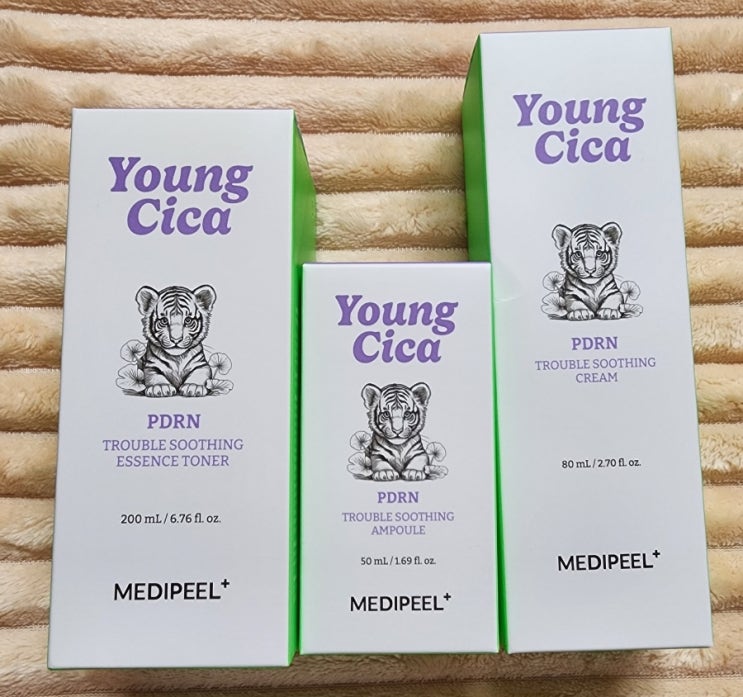 Young
Cica
PDRN
TROUBLE SOOTHING
ESSENCE TONER
200 mL / 6.76 fl. oz.
MEDIPEEL+
Young
Cica
PDRN
TROUBLE SOOTHING
AMPOULE
50 mL / 1.69 fl. oz.
MEDIPEEL+
Young
Cica
PDRN
TROUBLE SOOTHING
CREAM
80 mL / 2.70 fl. oz.
MEDIPEEL+